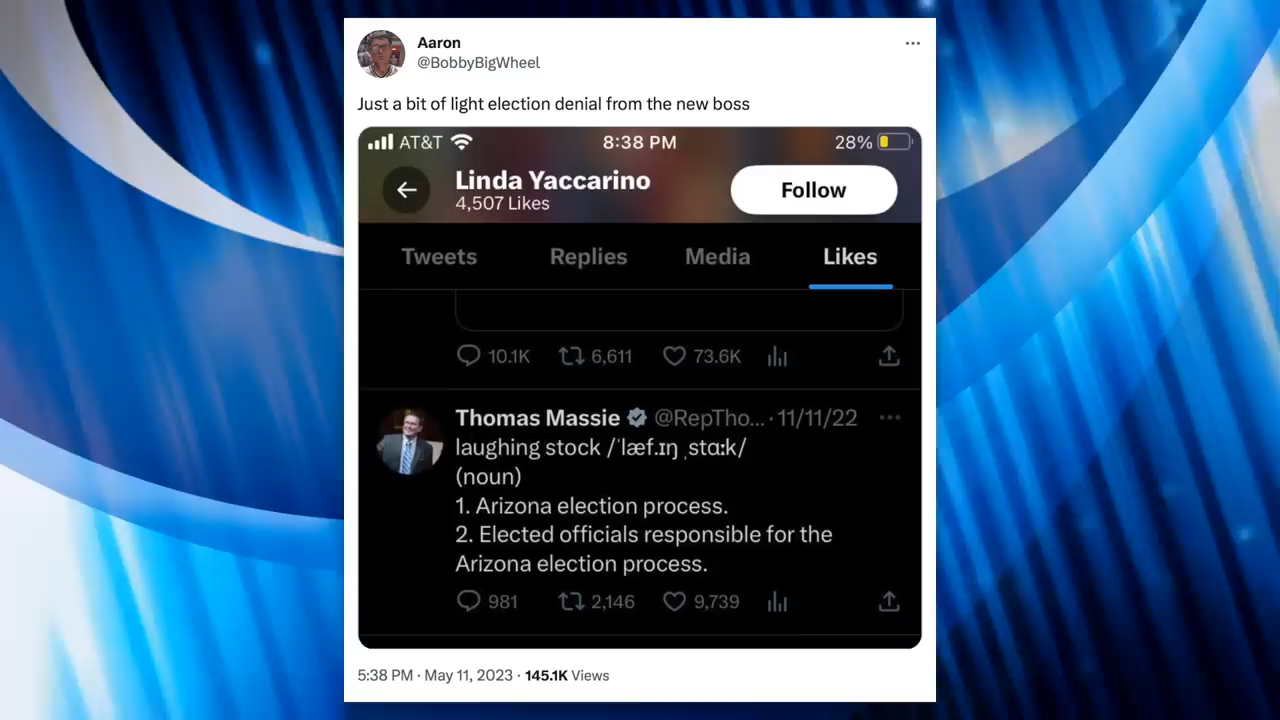 Aaron
@BobbyBigWheel
Just a bit of light election denial from the new boss
AT&T 8:38 PM 28%
Linda Yaccarino
4,507 Likes
Follow
Tweets Replies Media Likes
10.1K 6,611 73.6K
Thomas Massie @RepTho... · 11/11/22
laughing stock /ˈlæf.ɪŋ ˌstɑːk/
(noun)
1. Arizona election process.
2. Elected officials responsible for the
Arizona election process.
981 2,146 9,739
5:38 PM · May 11, 2023 · 145.1K Views